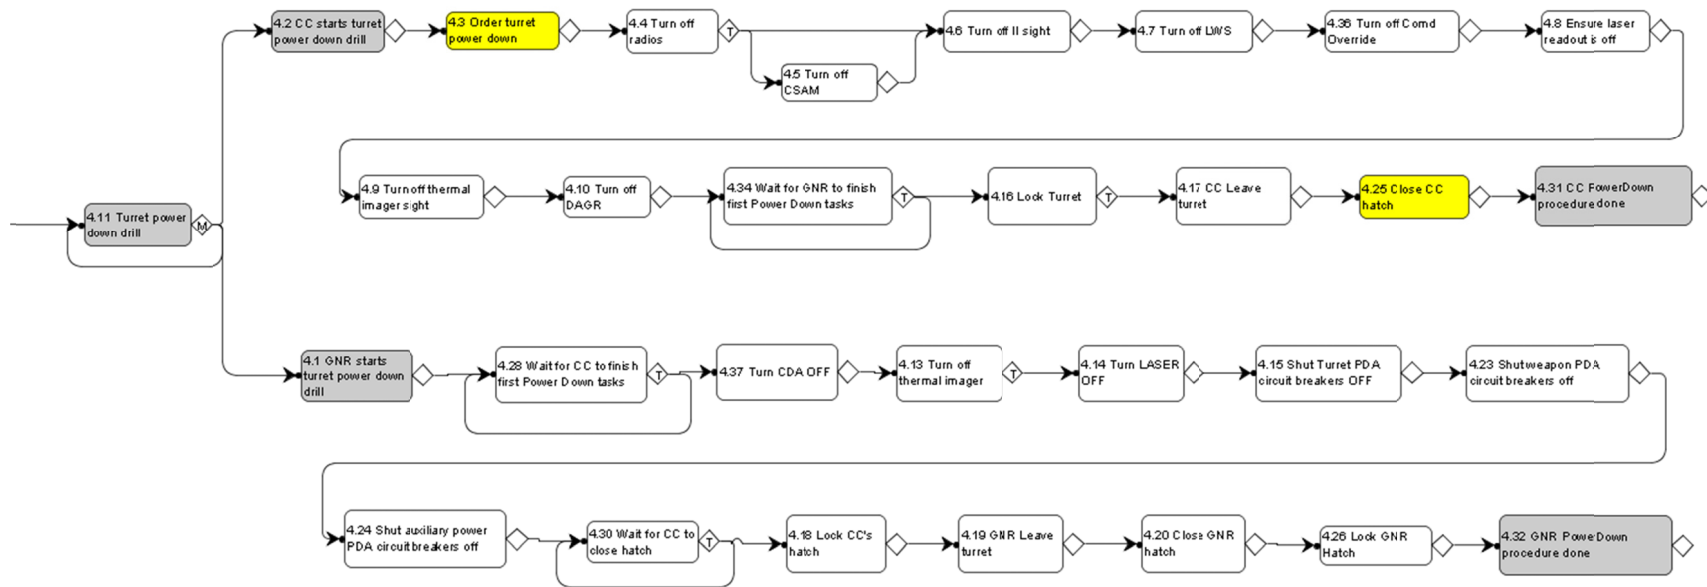 4.2 CC starts turret
power down drill
4.3 Order turret
power down
4.4 Turn off
radios
T
4.5 Turn off
CSAM
4.6 Turn off II sight
4.7 Turn off LWS
4.36 Turn off Comd
Override
4.8 Ensure laser
readout is off
4.9 Turn off thermal
imager sight
4.10 Turn off
DAGR
4.34 Wait for GNR to finish
first Power Down tasks
T
4.16 Lock Turret
T
4.17 CC Leave
turret
4.25 Close CC
hatch
4.31 CC PowerDown
procedure done
4.11 Turret power
down drill
M
4.1 GNR starts
turret power down
drill
4.28 Wait for CC to finish
first Power Down tasks
T
4.37 Turn CDA OFF
4.13 Turn off
thermal imager
T
4.14 Turn LASER
OFF
4.15 Shut Turret PDA
circuit breakers OFF
4.23 Shut weapon PDA
circuit breakers off
4.24 Shut auxiliary power
PDA circuit breakers off
4.30 Wait for CC to
close hatch
T
4.18 Lock CC's
hatch
4.19 GNR Leave
turret
4.20 Close GNR
hatch
4.26 Lock GNR
Hatch
4.32 GNR PowerDown
procedure done